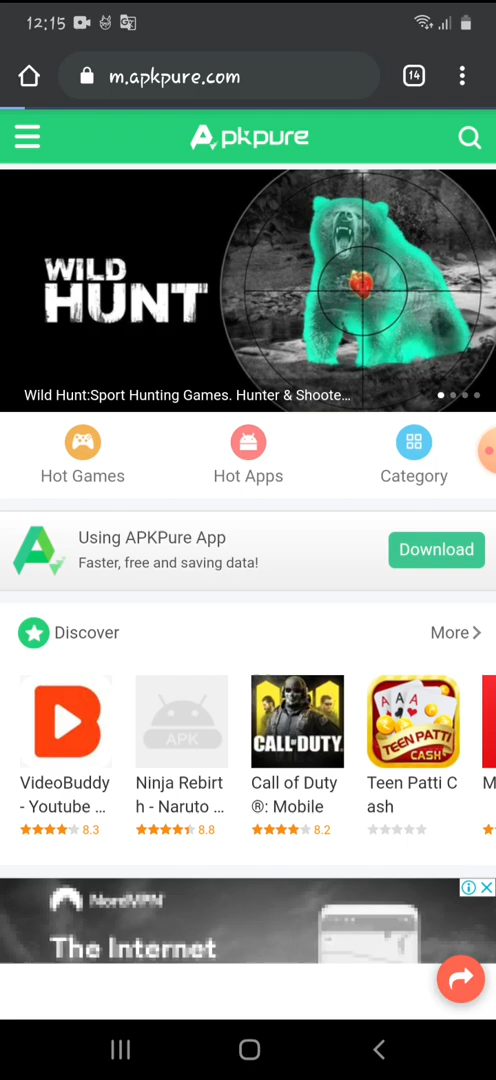 12:15
m.apkpure.com
14
Apkpure
WILD
HUNT
Wild Hunt:Sport Hunting Games. Hunter & Shoote...
Hot Games
Hot Apps
Category
Using APKPure App
Faster, free and saving data!
Download
Discover
More
CALL OF DUTY
A A A
TEEN PATTI
CASH
APK
VideoBuddy
- Youtube ...
8.3
Ninja Rebirt
h - Naruto ...
8.8
Call of Duty
®: Mobile
8.2
Teen Patti C
ash
M
NordVPN
The Internet